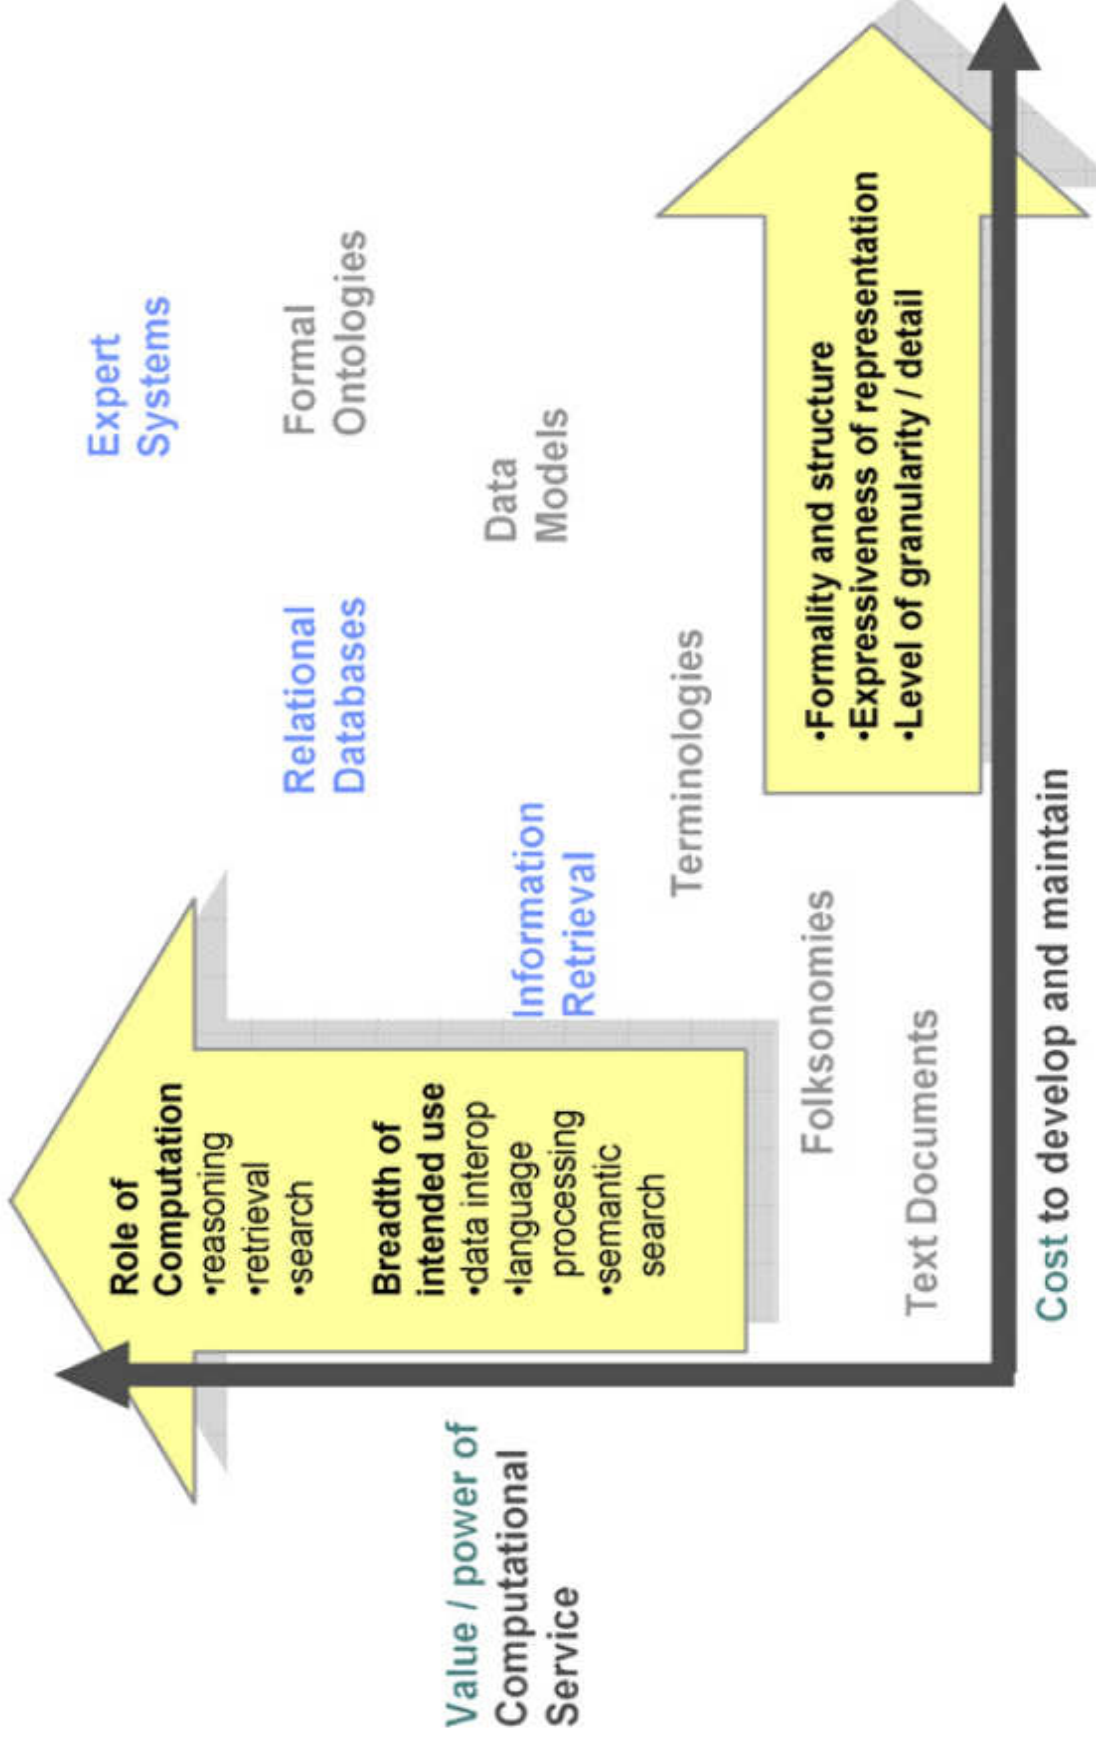 Value / power of
Computational
Service
Role of
Computation
•reasoning
•retrieval
•search
Breadth of
intended use
•data interop
•language
processing
•semantic
search
Expert
Systems
Relational
Databases
Formal
Ontologies
Information
Retrieval
Data
Models
Terminologies
Folksonomies
Text Documents
•Formality and structure
•Expressiveness of representation
•Level of granularity / detail
Cost to develop and maintain